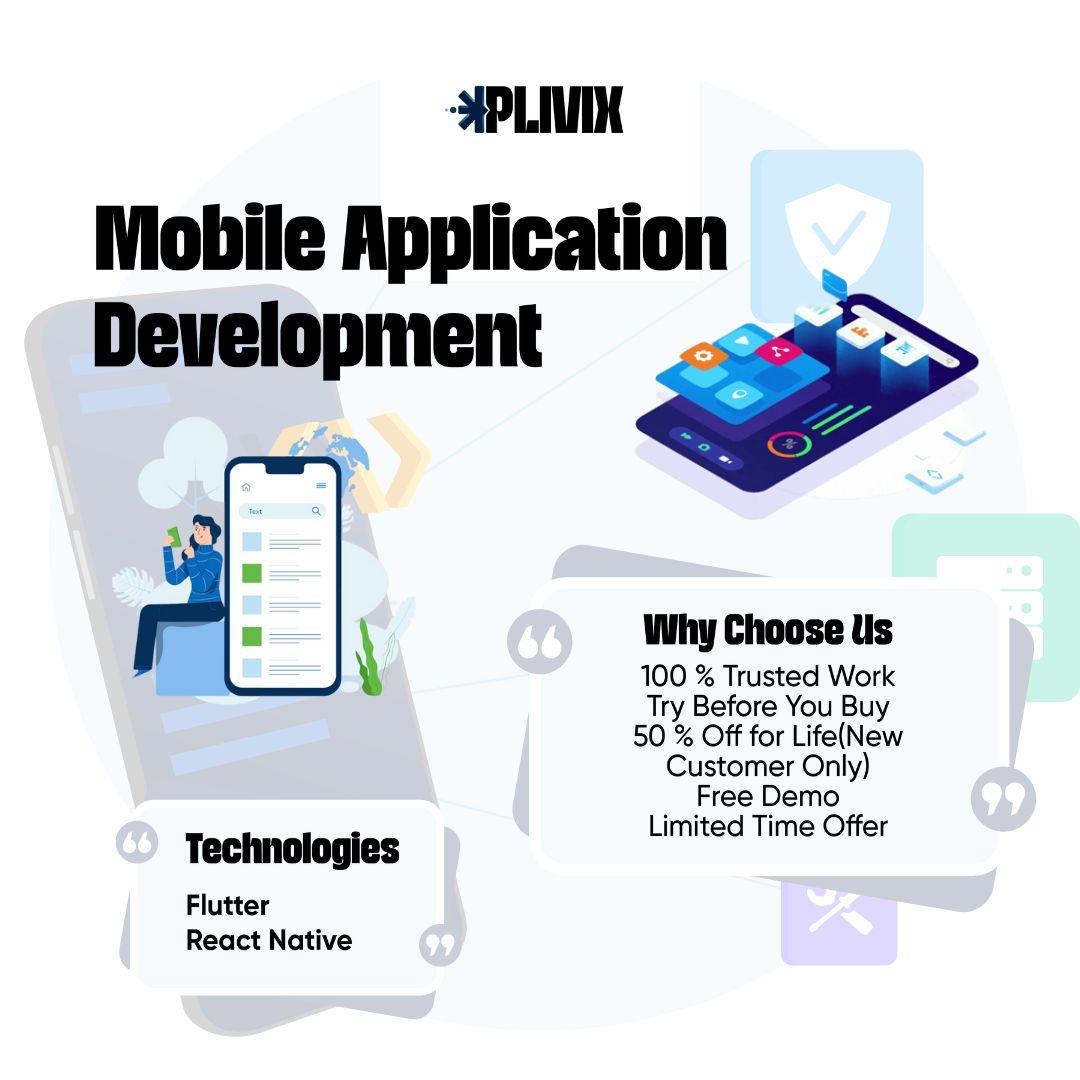 PLIVIX
Mobile Application
Development
Text
%
Why Choose Us
100 % Trusted Work
Try Before You Buy
50 % Off for Life(New
Customer Only)
Free Demo
Limited Time Offer
Technologies
Flutter
React Native